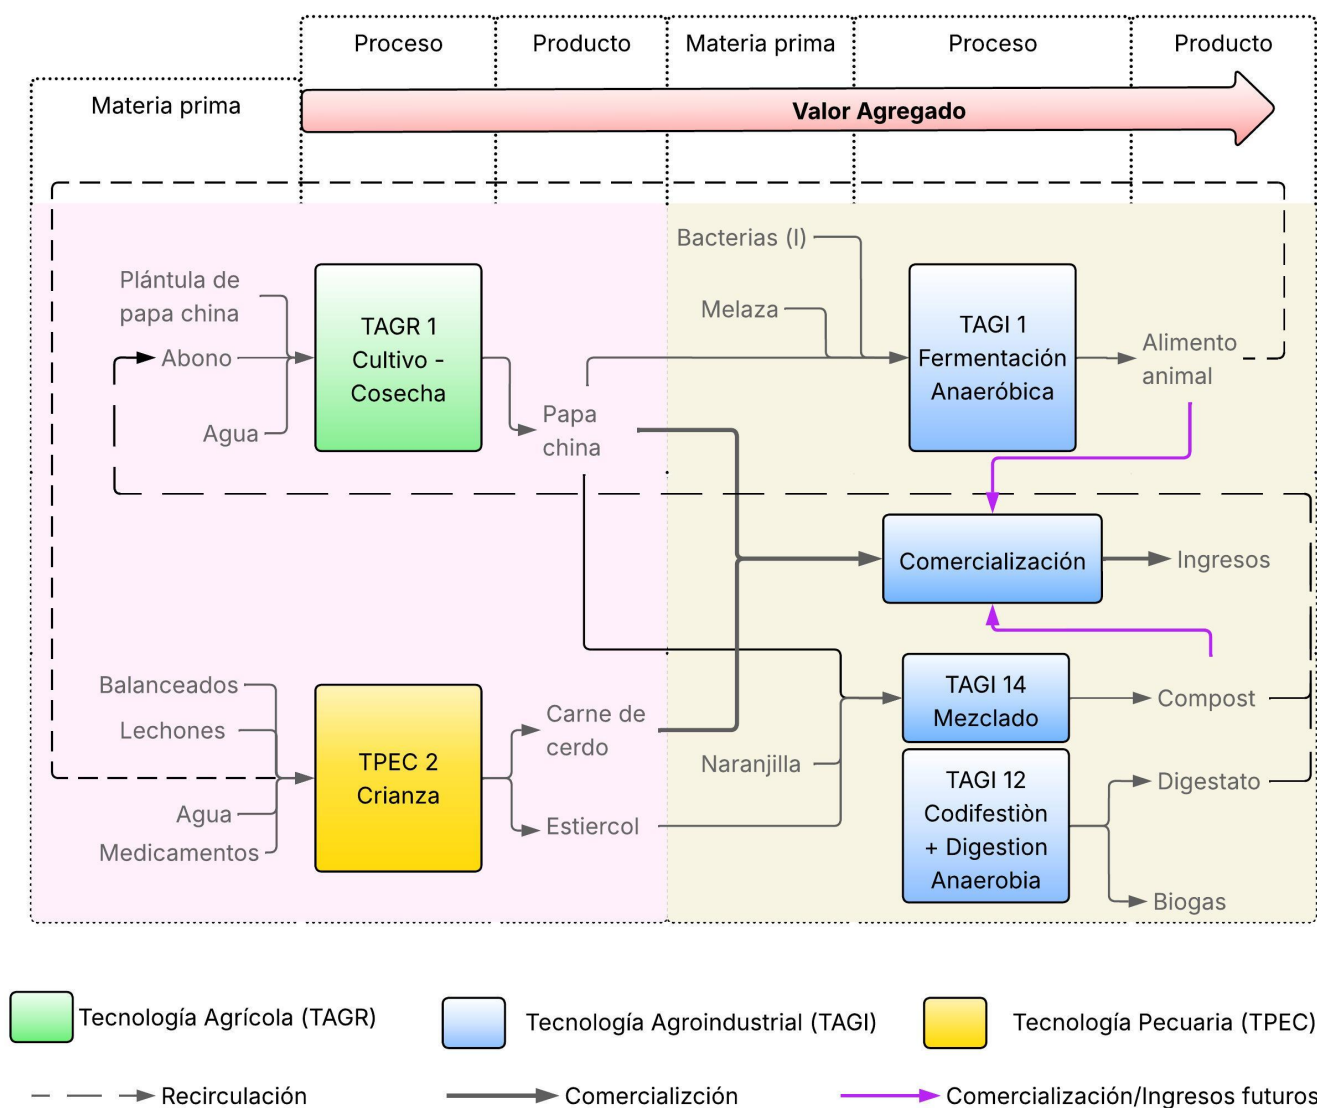 Proceso
Producto
Materia prima
Proceso
Producto
Materia prima
Valor Agregado
Bacterias (I)
Plántula de
papa china
Melaza
TAGR 1
Cultivo -
Cosecha
TAGI 1
Fermentación
Anaeróbica
Abono
Alimento
animal
Agua
Papa
china
Comercialización
Ingresos
Balanceados
Lechones
Agua
Medicamentos
TPEC 2
Crianza
Carne de
cerdo
Estiercol
Naranjilla
TAGI 14
Mezclado
Compost
TAGI 12
Codifestiòn
+ Digestion
Anaerobia
Digestato
Biogas
Tecnología Agrícola (TAGR)
Tecnología Agroindustrial (TAGI)
Tecnología Pecuaria (TPEC)
Recirculación
Comercializción
Comercialización/Ingresos futuros